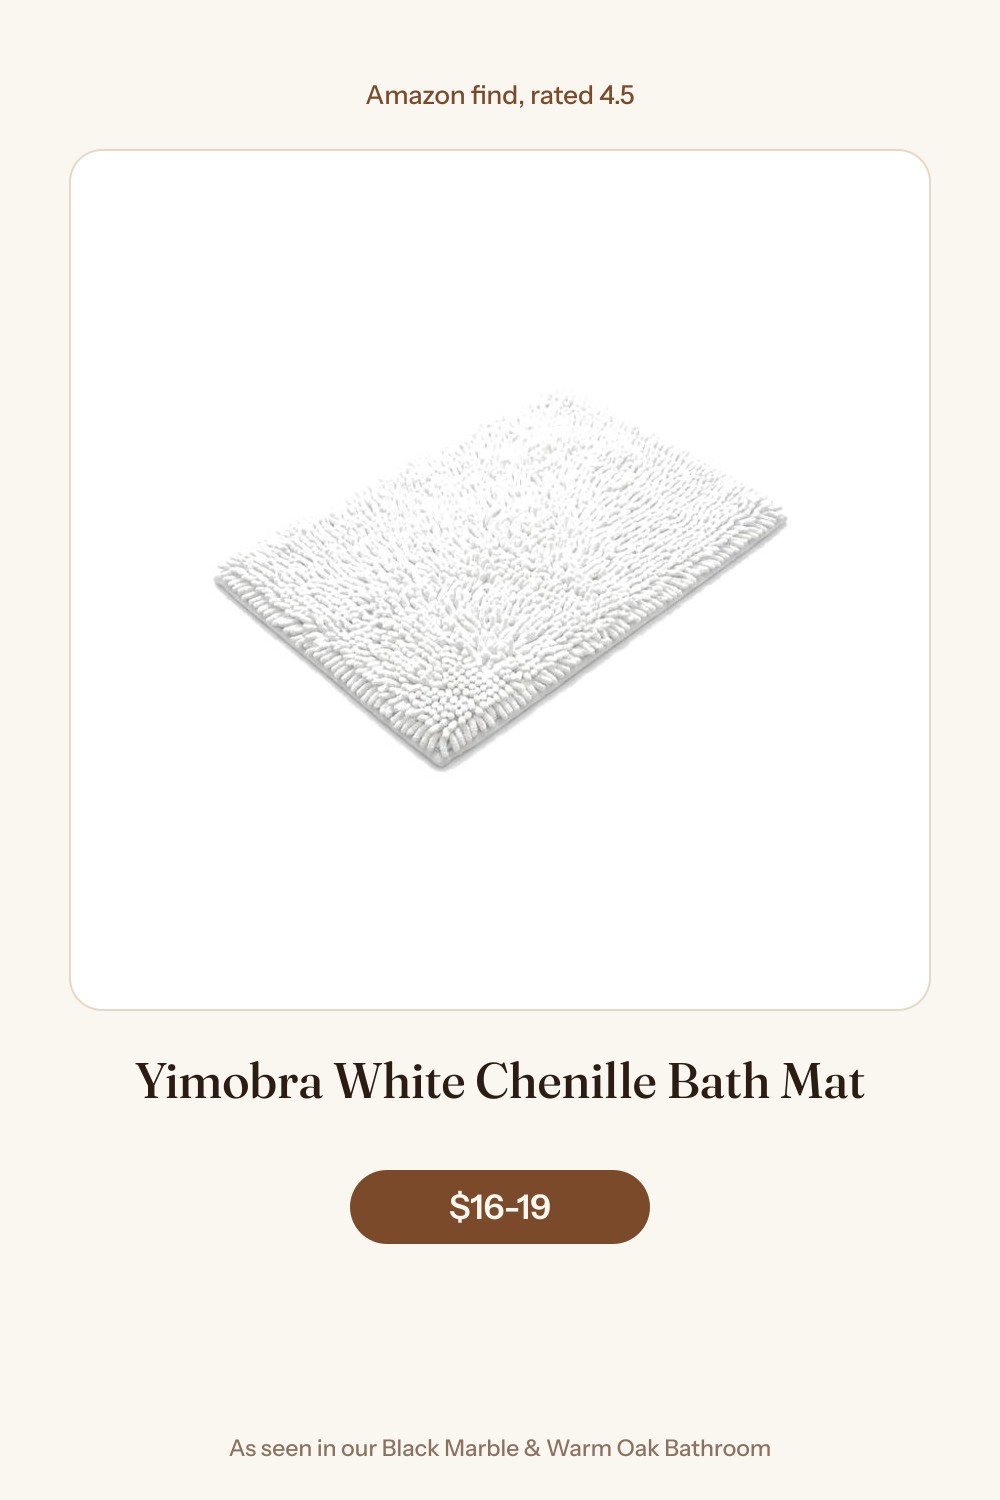 Amazon find, rated 4.5
Yimobra White Chenille Bath Mat
$16-19
As seen in our Black Marble & Warm Oak Bathroom